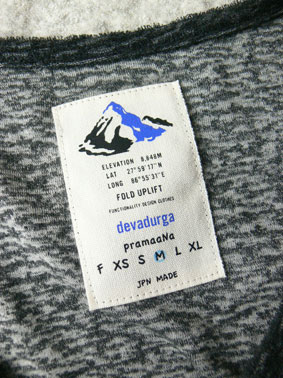 ELEVATION 8.848M
LAT 27°59'17"N
LONG 86°55'31"E
FOLD UPLIFT
FUNCTIONALITY DESIGN CLOTHES
devadurga
pramaaNa
F XS S M L XL
JPN MADE